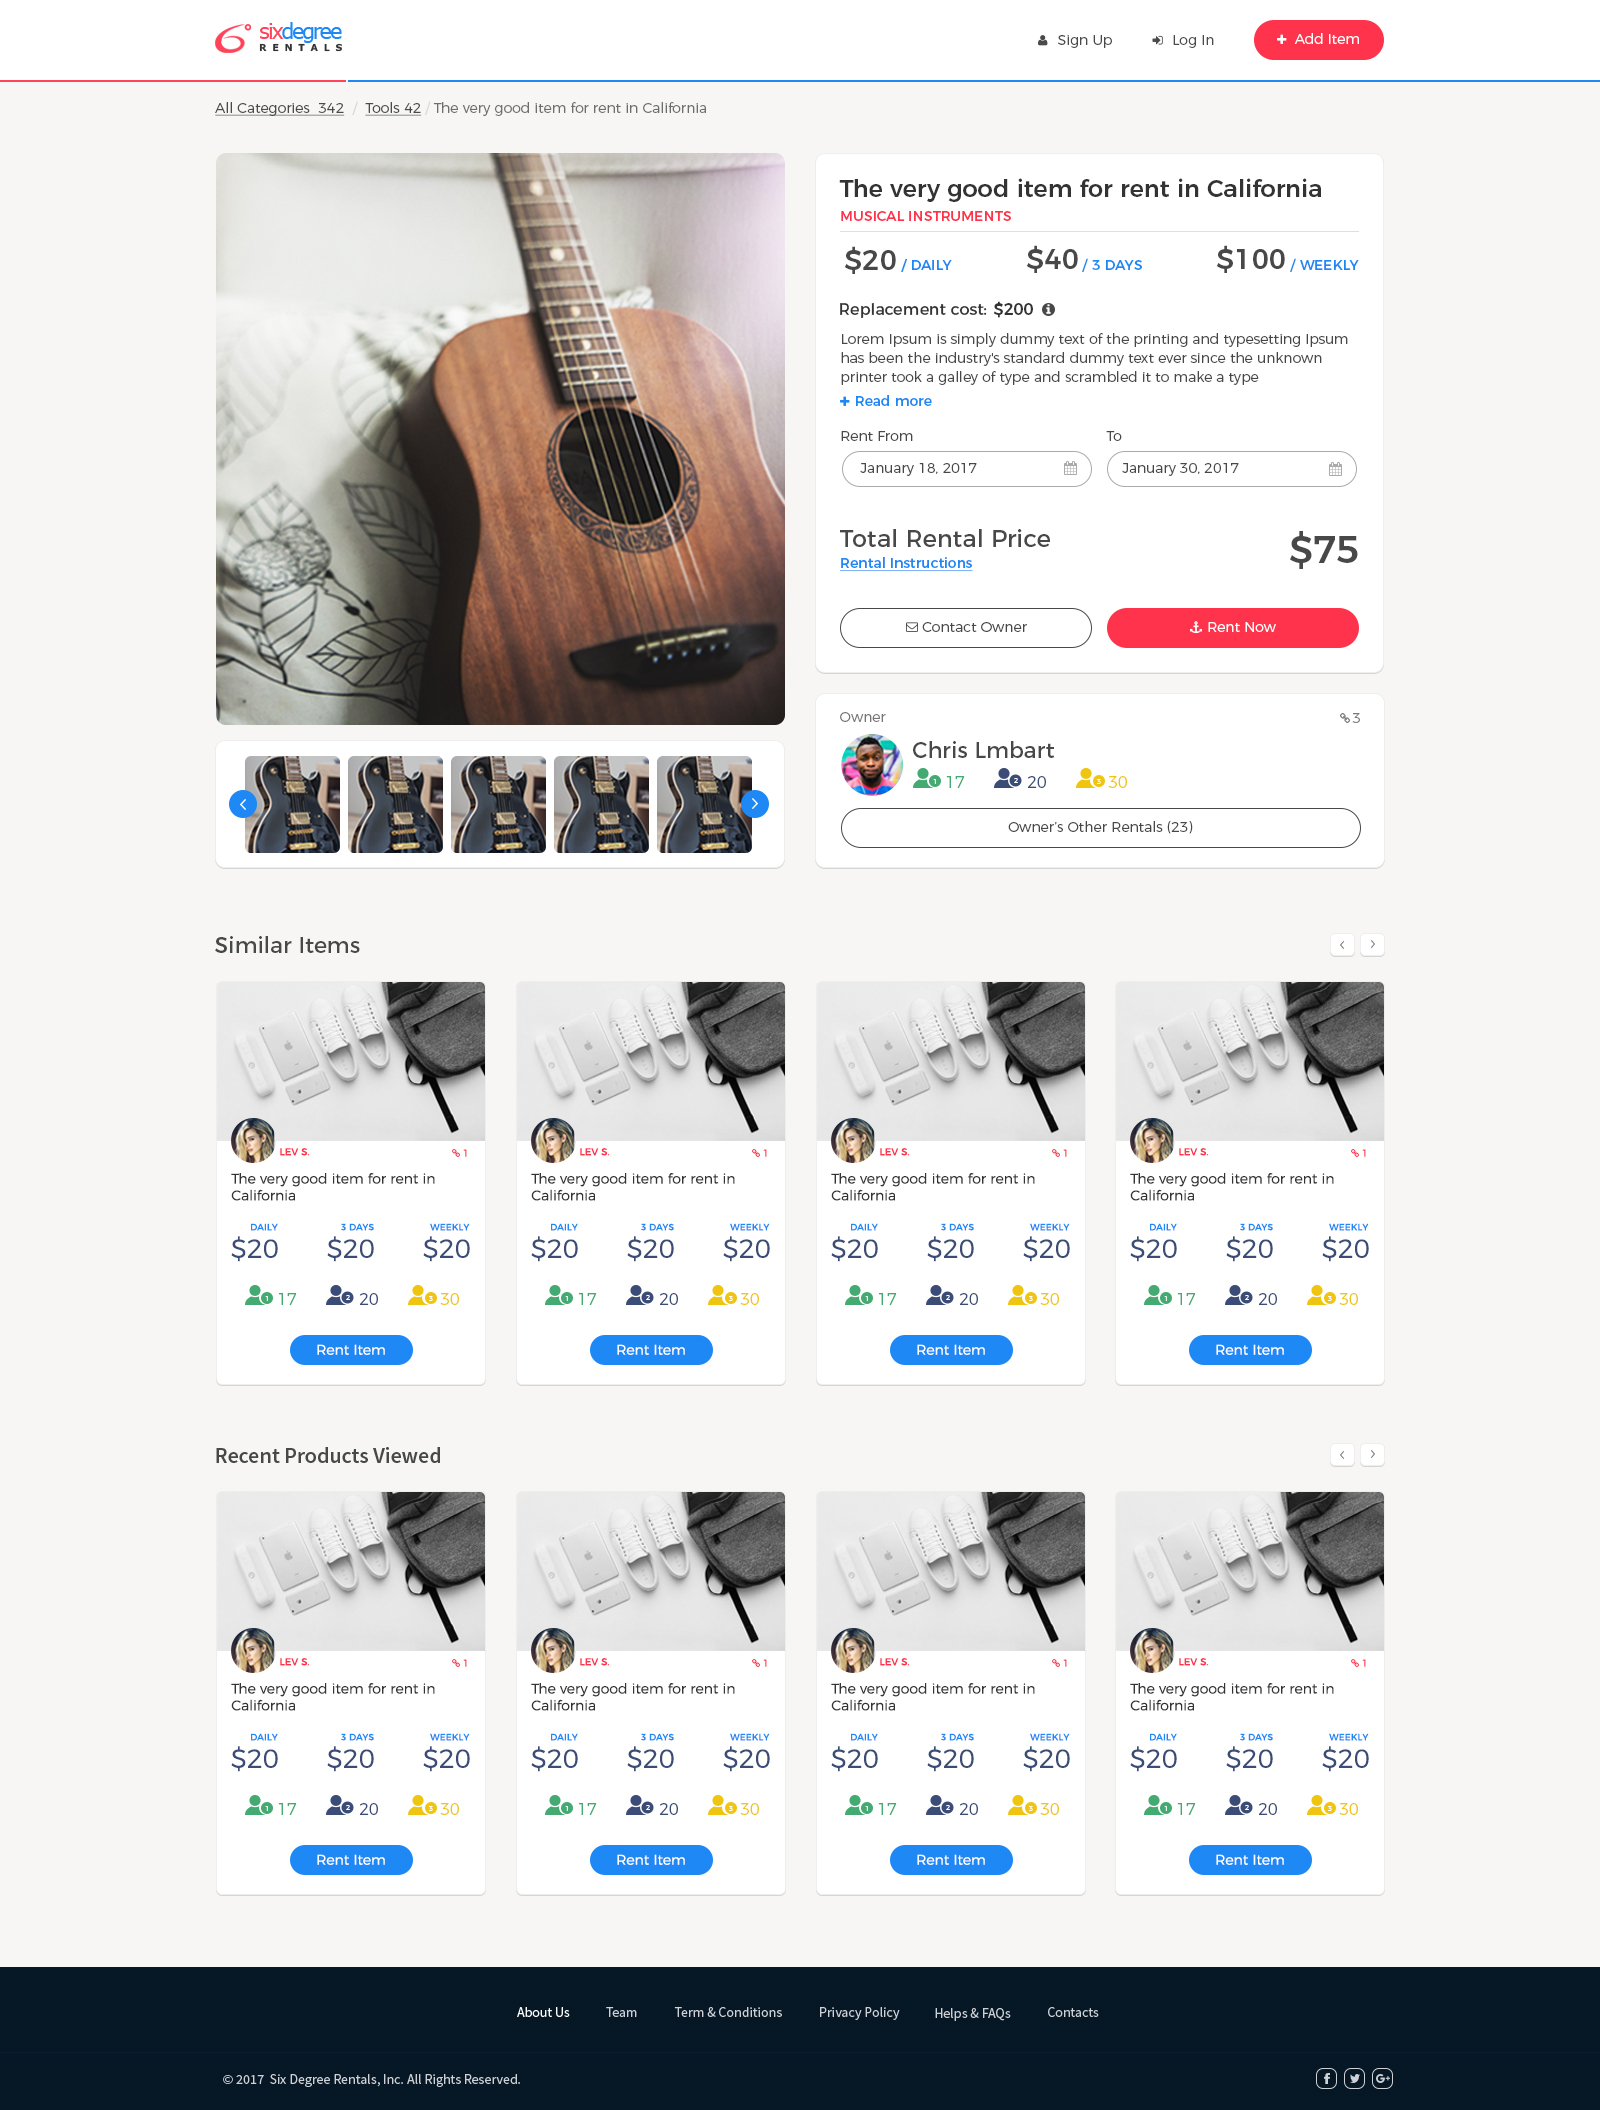 sixdegree
RENTALS
Sign Up
Log In
Add Item
All Categories 342 / Tools 42 / The very good item for rent in California
The very good item for rent in California
MUSICAL INSTRUMENTS
$20 / DAILY
$40 / 3 DAYS
$100 / WEEKLY
Replacement cost: $200
Lorem Ipsum is simply dummy text of the printing and typesetting Ipsum
has been the industry's standard dummy text ever since the unknown
printer took a galley of type and scrambled it to make a type
Read more
Rent From
To
January 18, 2017
January 30, 2017
Total Rental Price
Rental Instructions
$75
Contact Owner
Rent Now
Owner
3
Chris Lmbart
1 17
2 20
3 30
Owner's Other Rentals (23)
Similar Items
LEV S.
1
The very good item for rent in
California
DAILY 3 DAYS WEEKLY
$20 $20 $20
1 17 2 20 3 30
Rent Item
LEV S.
1
The very good item for rent in
California
DAILY 3 DAYS WEEKLY
$20 $20 $20
1 17 2 20 3 30
Rent Item
LEV S.
1
The very good item for rent in
California
DAILY 3 DAYS WEEKLY
$20 $20 $20
1 17 2 20 3 30
Rent Item
LEV S.
1
The very good item for rent in
California
DAILY 3 DAYS WEEKLY
$20 $20 $20
1 17 2 20 3 30
Rent Item
Recent Products Viewed
LEV S.
1
The very good item for rent in
California
DAILY 3 DAYS WEEKLY
$20 $20 $20
1 17 2 20 3 30
Rent Item
LEV S.
1
The very good item for rent in
California
DAILY 3 DAYS WEEKLY
$20 $20 $20
1 17 2 20 3 30
Rent Item
LEV S.
1
The very good item for rent in
California
DAILY 3 DAYS WEEKLY
$20 $20 $20
1 17 2 20 3 30
Rent Item
LEV S.
1
The very good item for rent in
California
DAILY 3 DAYS WEEKLY
$20 $20 $20
1 17 2 20 3 30
Rent Item
About Us Team Term & Conditions Privacy Policy Helps & FAQs Contacts
© 2017 Six Degree Rentals, Inc. All Rights Reserved.